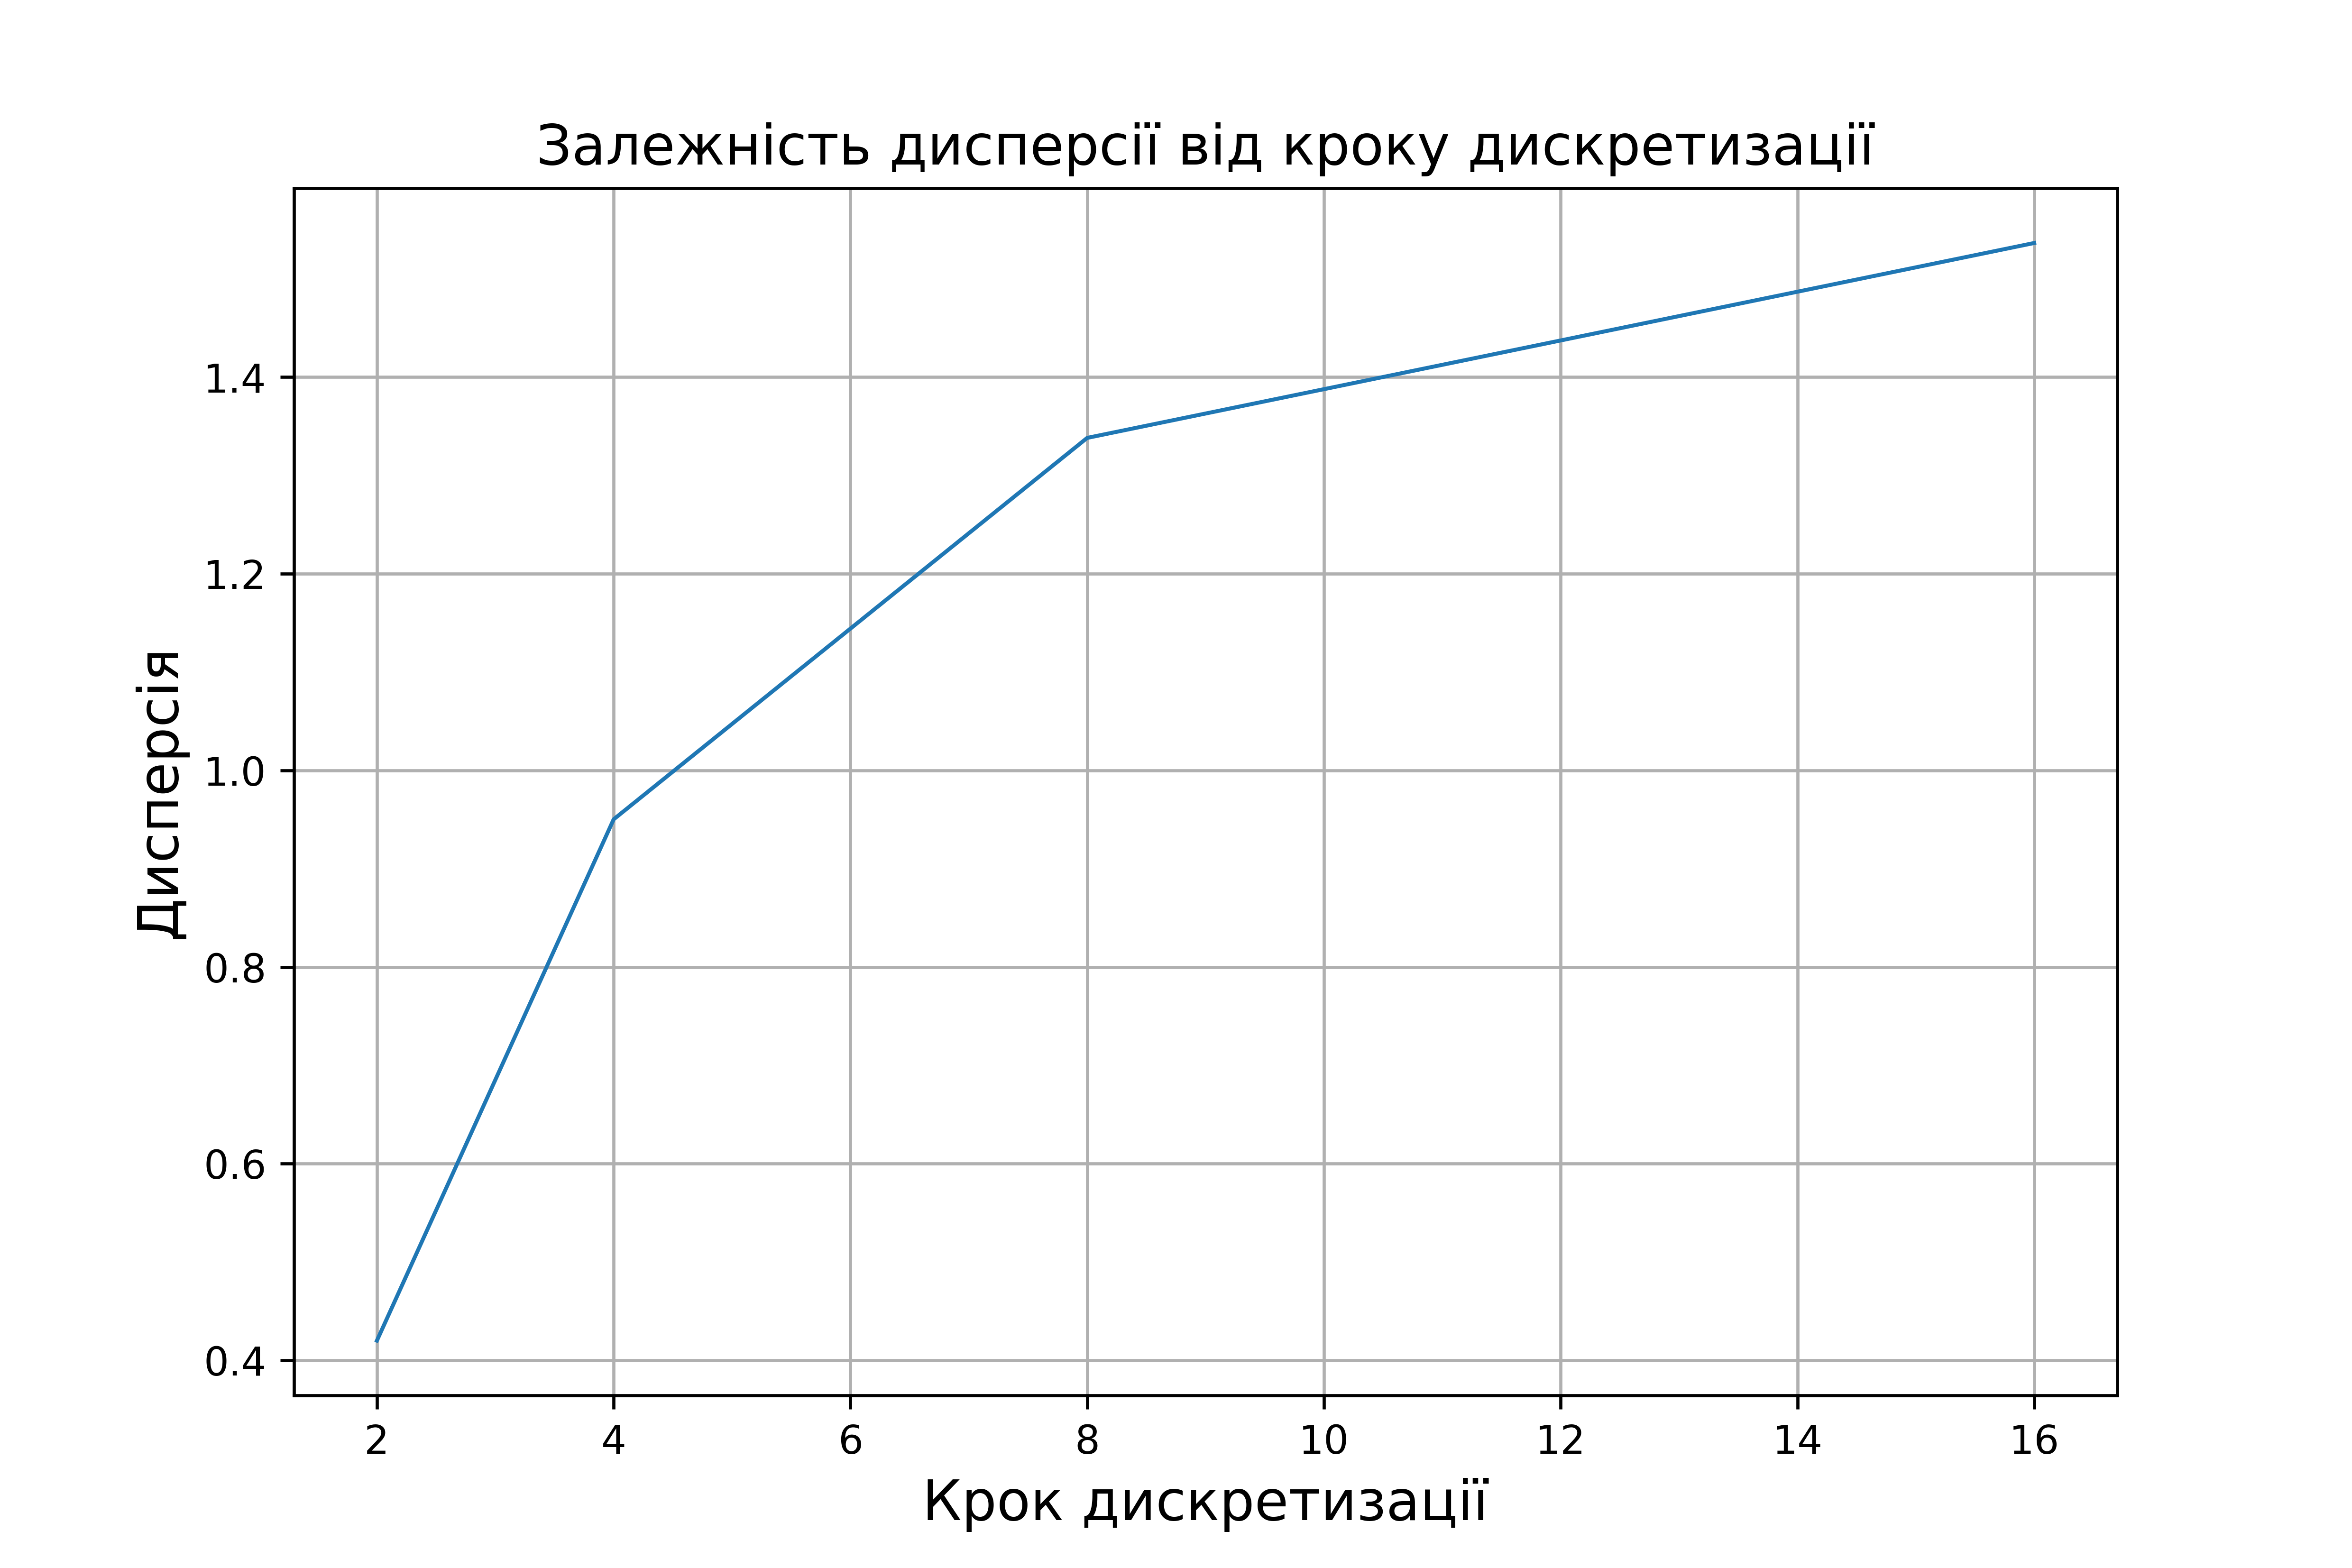 Залежність дисперсії від кроку дискретизації
Дисперсія
1.4
1.2
1.0
0.8
0.6
0.4
2 4 6 8 10 12 14 16
Крок дискретизації